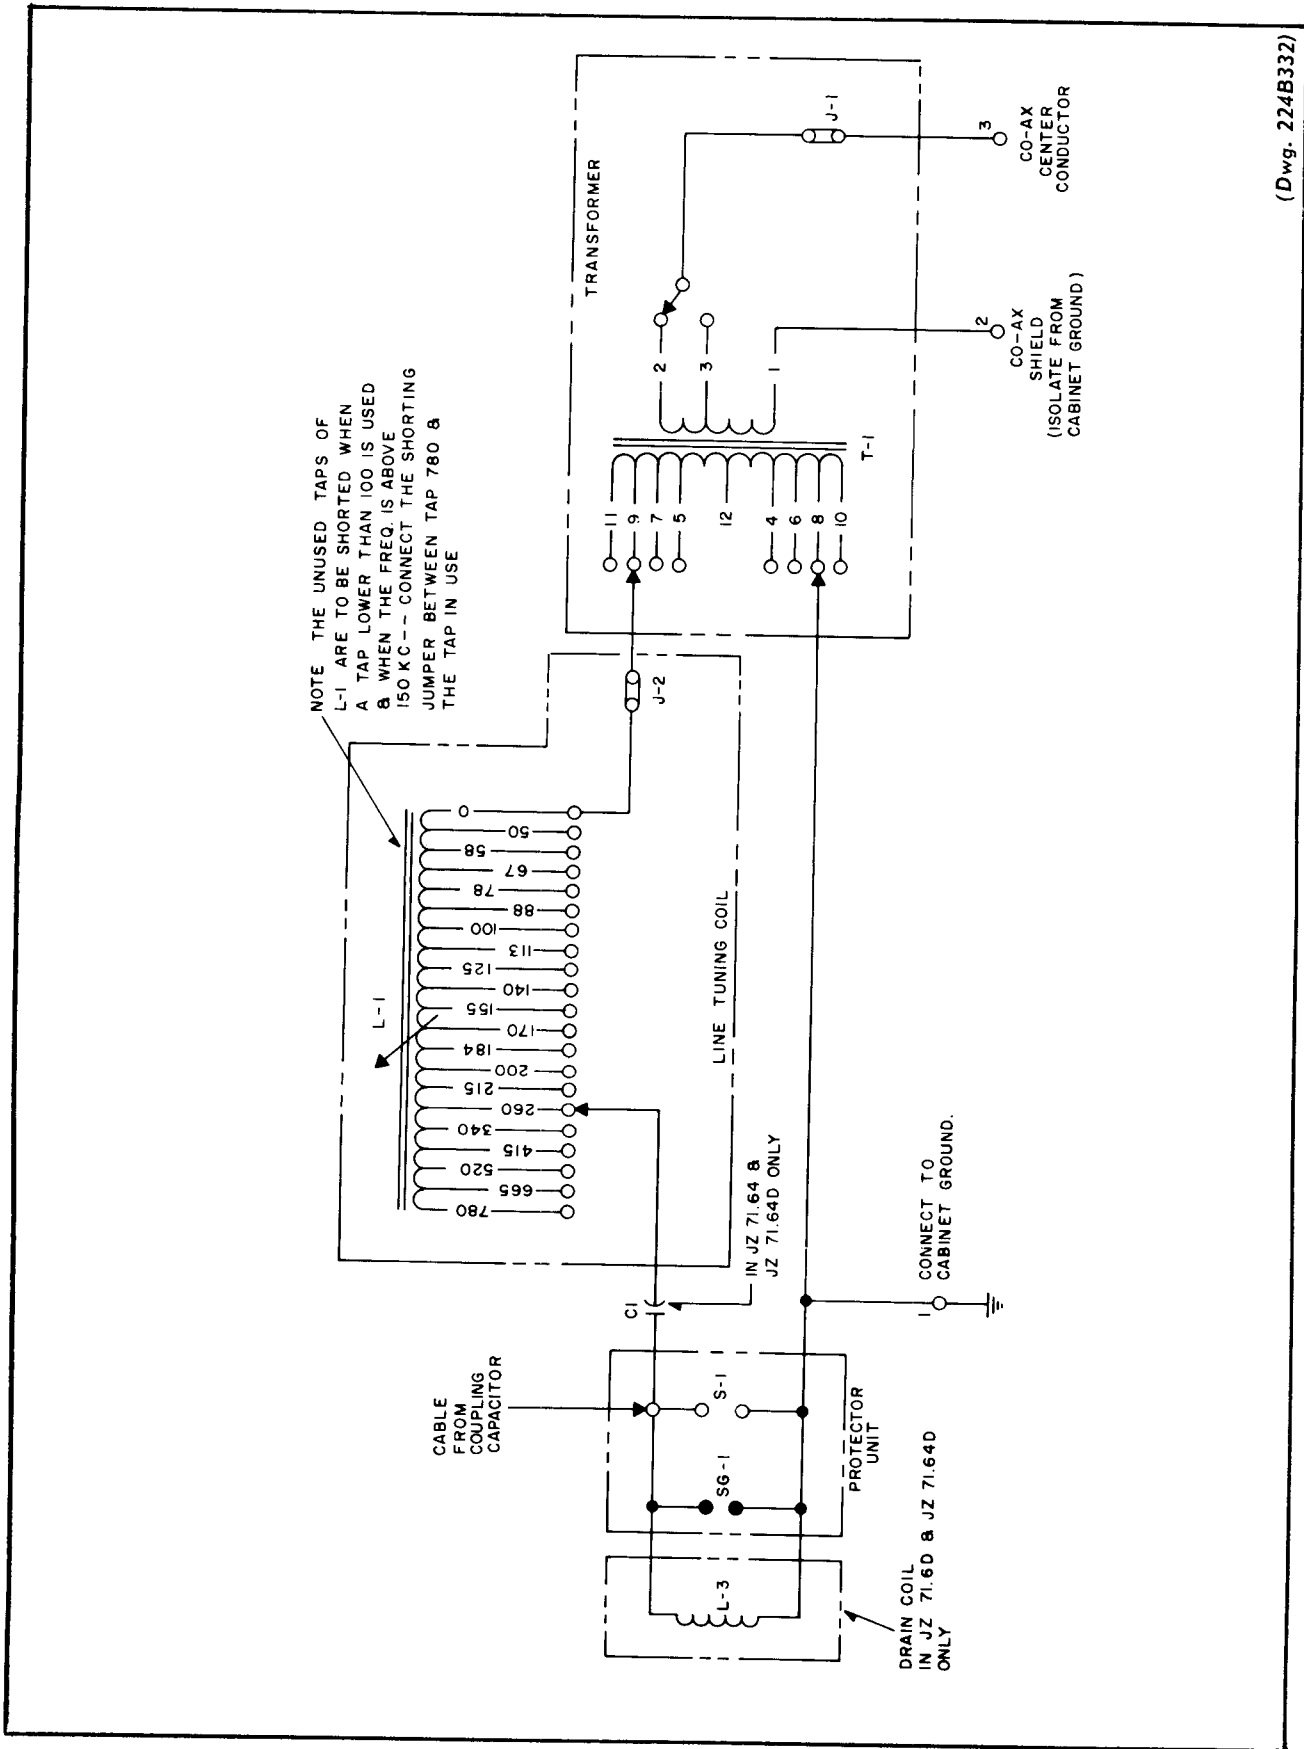 NOTE THE UNUSED TAPS OF
L-1 ARE TO BE SHORTED WHEN
A TAP LOWER THAN 100 IS USED
& WHEN THE FREQ. IS ABOVE
150 KC-- CONNECT THE SHORTING
JUMPER BETWEEN TAP 780 &
THE TAP IN USE
L-1
780
665
520
415
340
260
215
200
184
170
155
140
125
113
100
88
78
67
58
50
0
LINE TUNING COIL
J-2
CABLE
FROM
COUPLING
CAPACITOR
C1
IN JZ 71.64 &
JZ 71.64D ONLY
L-3
SG-1
S-1
PROTECTOR
UNIT
DRAIN COIL
IN JZ 71.6D & JZ 71.64D
ONLY
1
CONNECT TO
CABINET GROUND.
TRANSFORMER
11
9
7
5
12
4
6
8
10
T-1
2
3
1
J-1
2
CO-AX
SHIELD
(ISOLATE FROM
CABINET GROUND)
3
CO-AX
CENTER
CONDUCTOR
(Dwg. 224B332)